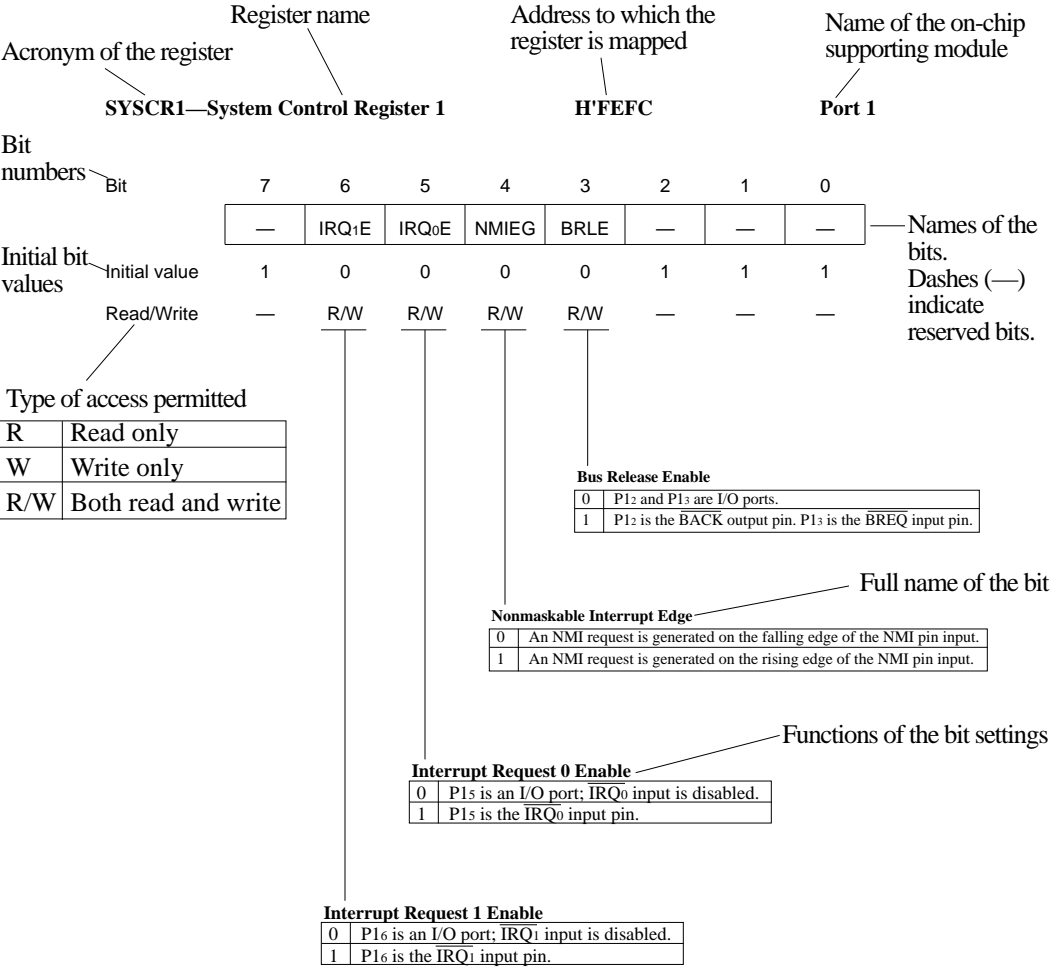 Register name
Address to which the
register is mapped
Name of the on-chip
supporting module
Acronym of the register
SYSCR1—System Control Register 1 H'FEFC Port 1
Bit
numbers
Bit 7 6 5 4 3 2 1 0
— IRQ1E IRQ0E NMIEG BRLE — — —
Names of the
bits.
Dashes (—)
indicate
reserved bits.
Initial bit
values
Initial value 1 0 0 0 0 1 1 1
Read/Write — R/W R/W R/W R/W — — —
Type of access permitted
R Read only
W Write only
R/W Both read and write
Bus Release Enable
0 P12 and P13 are I/O ports.
1 P12 is the BACK output pin. P13 is the BREQ input pin.
Full name of the bit
Nonmaskable Interrupt Edge
0 An NMI request is generated on the falling edge of the NMI pin input.
1 An NMI request is generated on the rising edge of the NMI pin input.
Functions of the bit settings
Interrupt Request 0 Enable
0 P15 is an I/O port; IRQ0 input is disabled.
1 P15 is the IRQ0 input pin.
Interrupt Request 1 Enable
0 P16 is an I/O port; IRQ1 input is disabled.
1 P16 is the IRQ1 input pin.